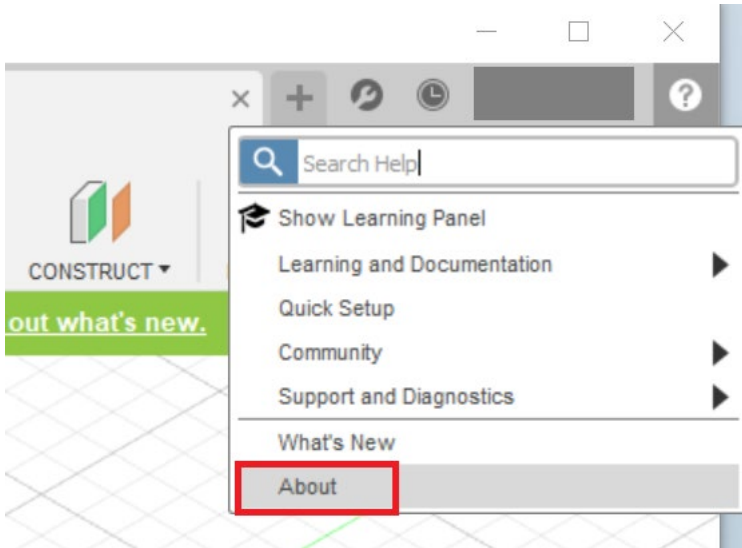 ?
Search Help
Show Learning Panel
CONSTRUCT
Learning and Documentation
Quick Setup
out what's new.
Community
Support and Diagnostics
What's New
About